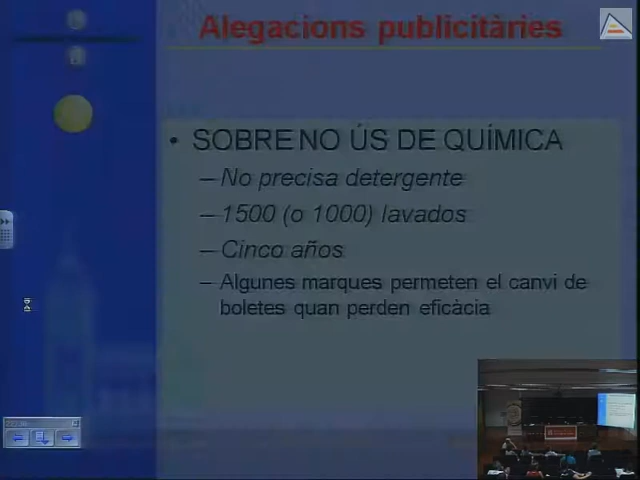 Alegacions publicitàries
• SOBRE NO ÚS DE QUÍMICA
– No precisa detergente
– 1500 (o 1000) lavados
– Cinco años
– Algunes marques permeten el canvi de
boletes quan perden eficàcia